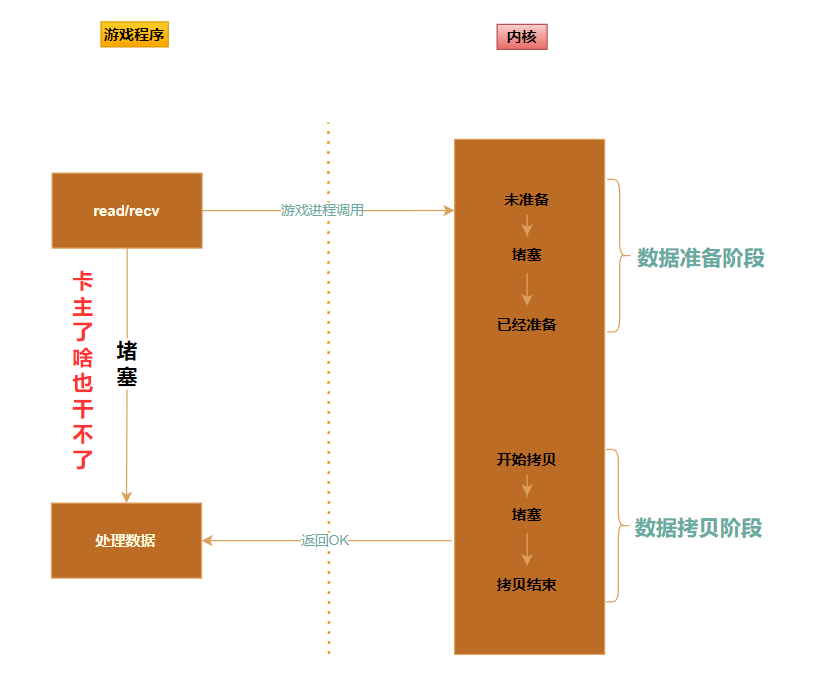 游戏程序
内核
read/recv
游戏进程调用
未准备
堵塞
已经准备
数据准备阶段
卡主了啥也干不了
堵塞
开始拷贝
堵塞
拷贝结束
数据拷贝阶段
处理数据
返回OK